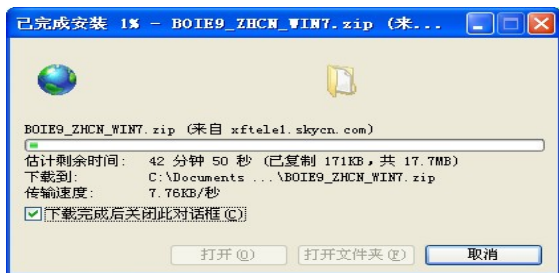 已完成安装 1% - BOIE9_ZHCN_WIN7.zip (来...
BOIE9_ZHCN_WIN7.zip (来自 xftele1.skycn.com)
估计剩余时间: 42 分钟 50 秒 (已复制 171KB，共 17.7MB)
下载到: C:\Documents ...\BOIE9_ZHCN_WIN7.zip
传输速度: 7.76KB/秒
下载完成后关闭此对话框(C)
打开(O) 打开文件夹(F) 取消